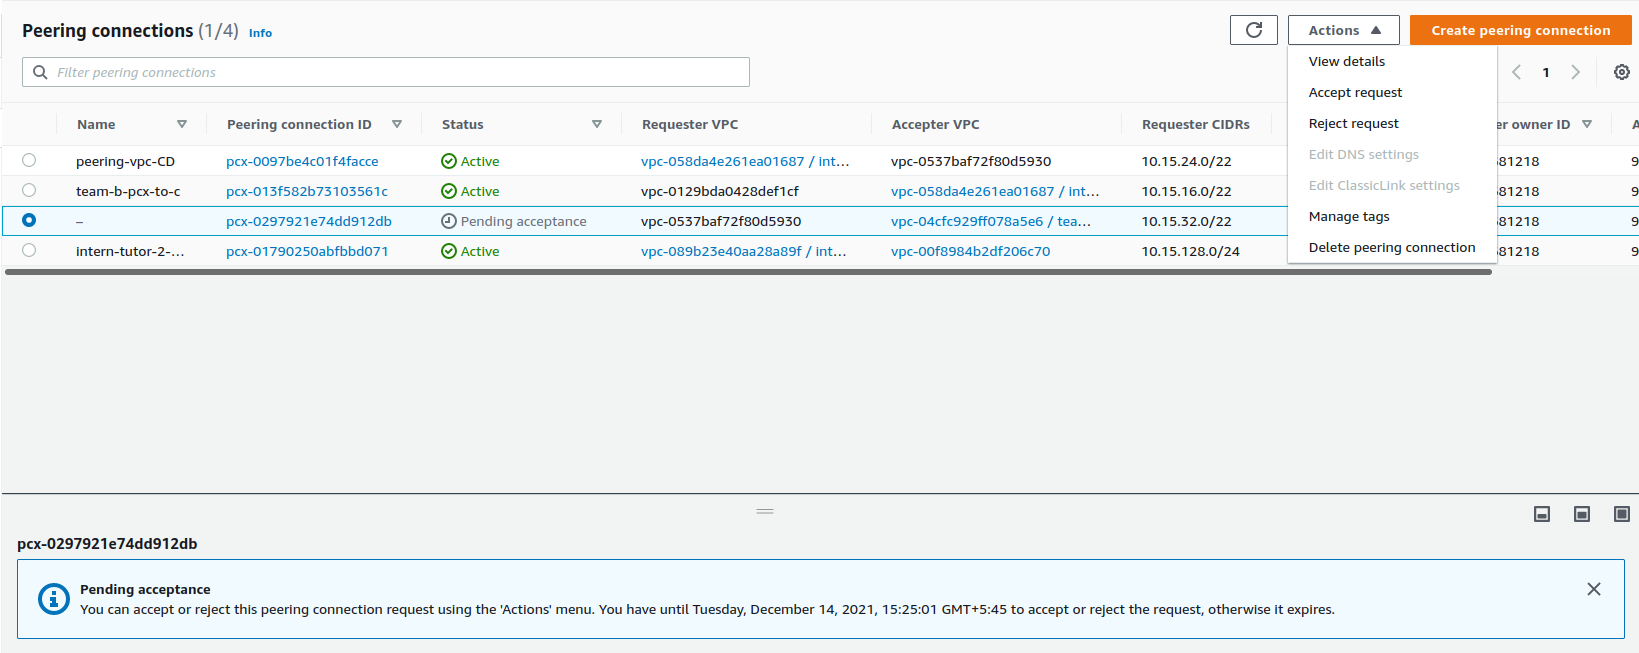 Peering connections (1/4) Info
Actions
Create peering connection
Filter peering connections
1
View details
Accept request
Reject request
Edit DNS settings
Edit ClassicLink settings
Manage tags
Delete peering connection
Name Peering connection ID Status Requester VPC Accepter VPC Requester CIDRs er owner ID
peering-vpc-CD pcx-0097be4c01f4facce Active vpc-058da4e261ea01687 / int... vpc-0537baf72f80d5930 10.15.24.0/22 681218 9
team-b-pcx-to-c pcx-013f582b73103561c Active vpc-0129bda0428def1cf vpc-058da4e261ea01687 / int... 10.15.16.0/22 681218 9
– pcx-0297921e74dd912db Pending acceptance vpc-0537baf72f80d5930 vpc-04cfc929ff078a5e6 / tea... 10.15.32.0/22 681218 9
intern-tutor-2-... pcx-01790250abfbbd071 Active vpc-089b23e40aa28a89f / int... vpc-00f8984b2df206c70 10.15.128.0/24 681218 9
pcx-0297921e74dd912db
Pending acceptance
You can accept or reject this peering connection request using the 'Actions' menu. You have until Tuesday, December 14, 2021, 15:25:01 GMT+5:45 to accept or reject the request, otherwise it expires.